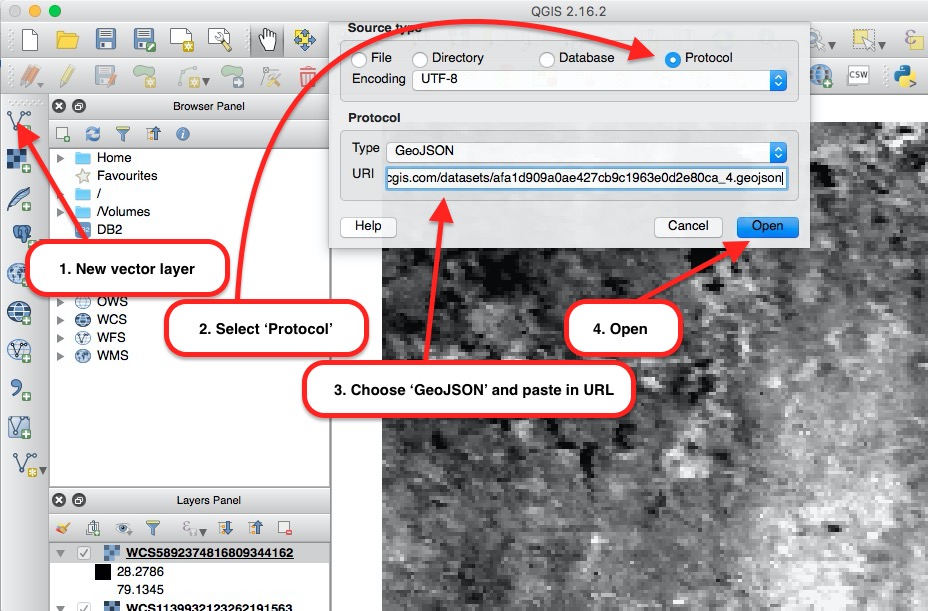 QGIS 2.16.2
Source type
File
Directory
Database
Protocol
Encoding
UTF-8
CSW
Browser Panel
Home
Favourites
/
/Volumes
DB2
OWS
WCS
WFS
WMS
Protocol
Type
GeoJSON
URI
cgis.com/datasets/afa1d909a0ae427cb9c1963e0d2e80ca_4.geojson
Help
Cancel
Open
1. New vector layer
2. Select ‘Protocol’
3. Choose ‘GeoJSON’ and paste in URL
4. Open
Layers Panel
WCS5892374816809344162
28.2786
79.1345
WCS1139932123262191563